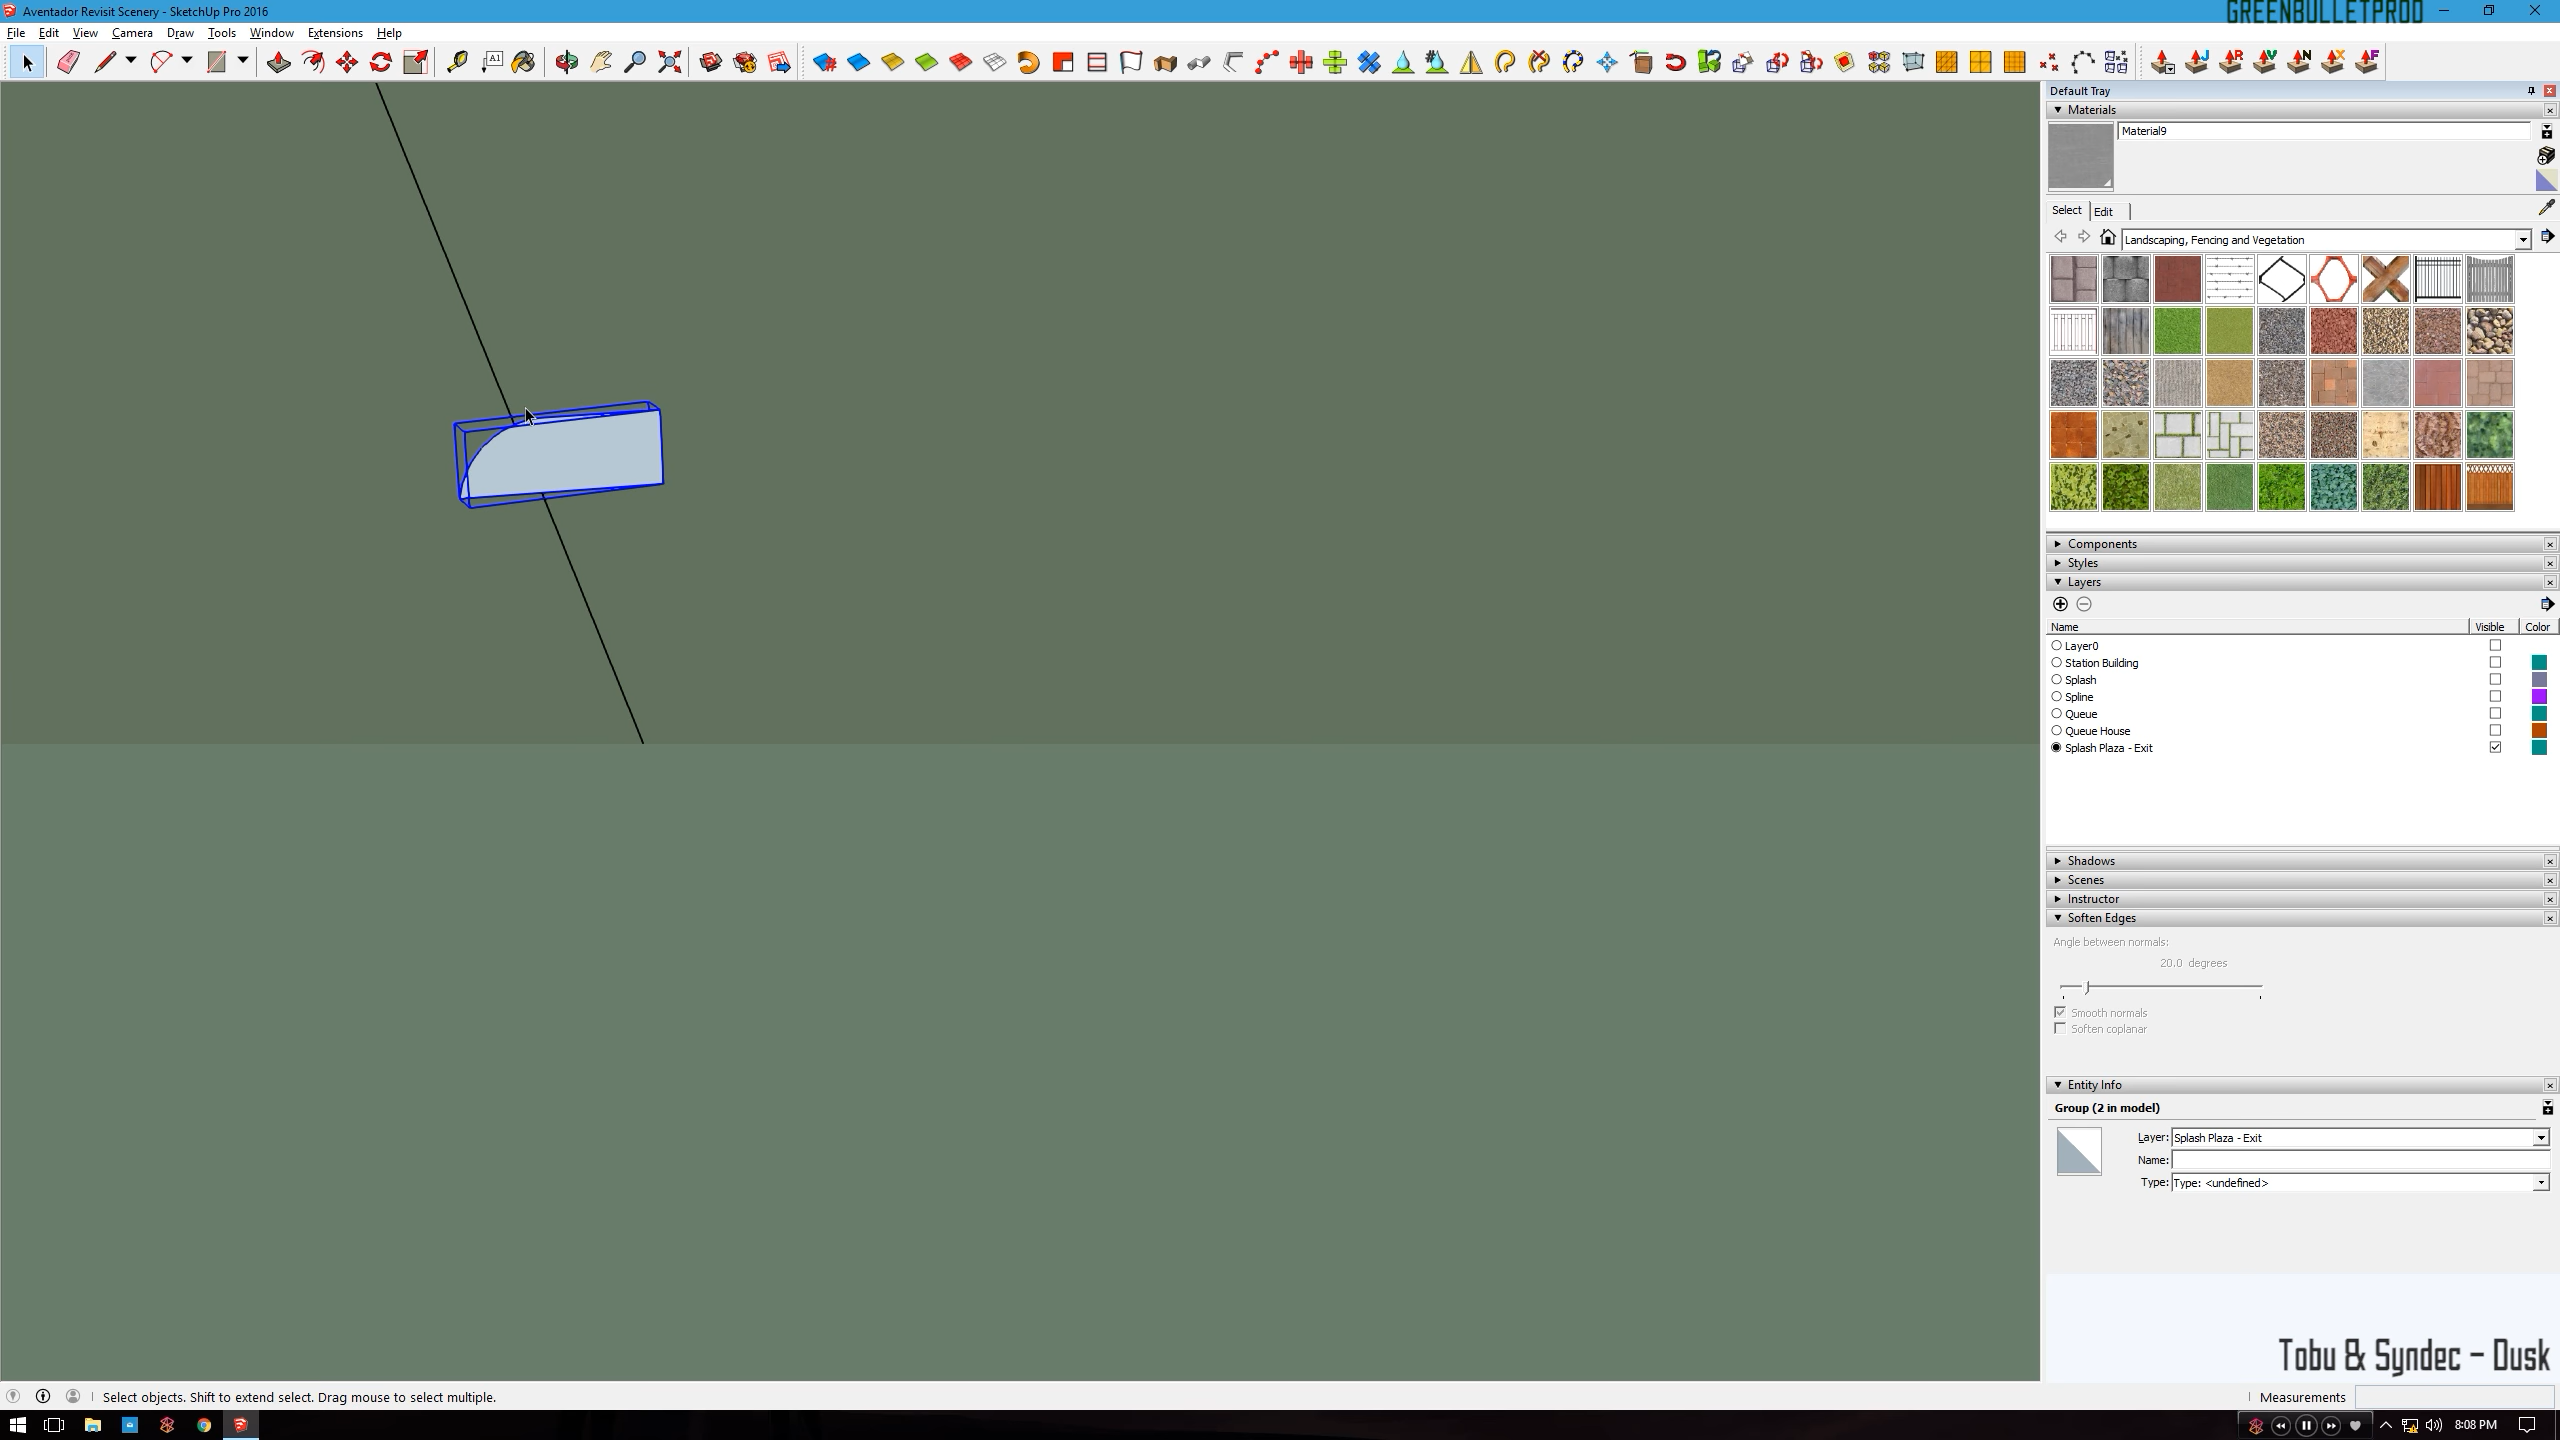 Aventador Revisit Scenery - SketchUp Pro 2016
GREENBULLETPROD
File Edit View Camera Draw Tools Window Extensions Help
A1
Default Tray
Materials
Material9
Select Edit
Landscaping, Fencing and Vegetation
Components
Styles
Layers
Name Visible Color
Layer0
Station Building
Splash
Spline
Queue
Queue House
Splash Plaza - Exit
Shadows
Scenes
Instructor
Soften Edges
Angle between normals:
20.0 degrees
Smooth normals
Soften coplanar
Entity Info
Group (2 in model)
Layer: Splash Plaza - Exit
Name:
Type: Type: <undefined>
Tobu & Syndec - Dusk
Select objects. Shift to extend select. Drag mouse to select multiple.
Measurements
8:08 PM